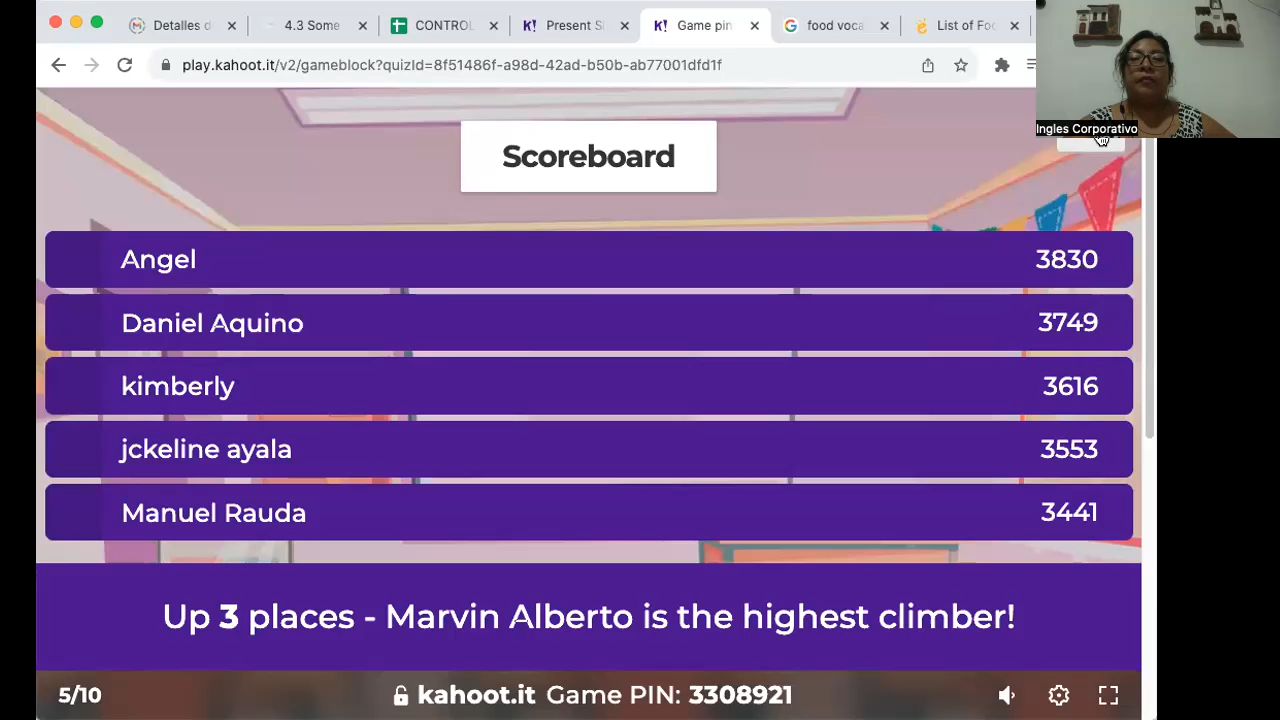 Detalles d
4.3 Some
CONTROL
K! Present Si
K! Game pin
food voca
List of Foo
play.kahoot.it/v2/gameblock?quizId=8f51486f-a98d-42ad-b50b-ab77001dfd1f
Ingles Corporativo
Scoreboard
Angel 3830
Daniel Aquino 3749
kimberly 3616
jckeline ayala 3553
Manuel Rauda 3441
Up 3 places - Marvin Alberto is the highest climber!
5/10 kahoot.it Game PIN: 3308921